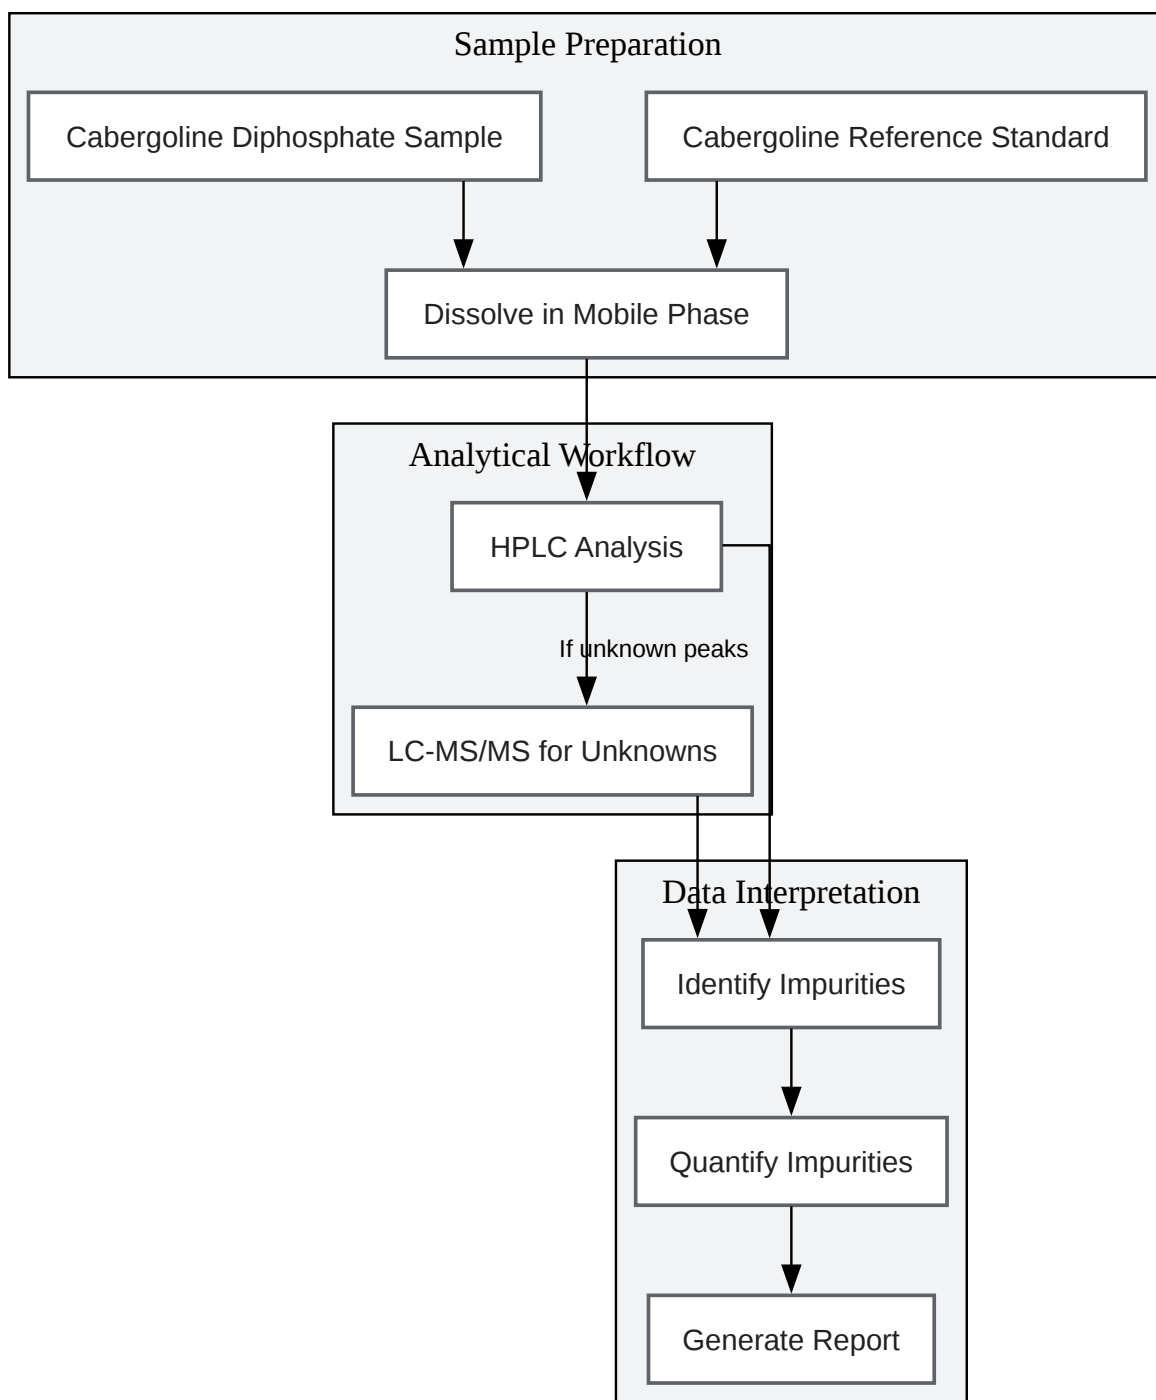 Sample Preparation
Cabergoline Diphosphate Sample
Cabergoline Reference Standard
Dissolve in Mobile Phase
Analytical Workflow
HPLC Analysis
If unknown peaks
LC-MS/MS for Unknowns
Data Interpretation
Identify Impurities
Quantify Impurities
Generate Report